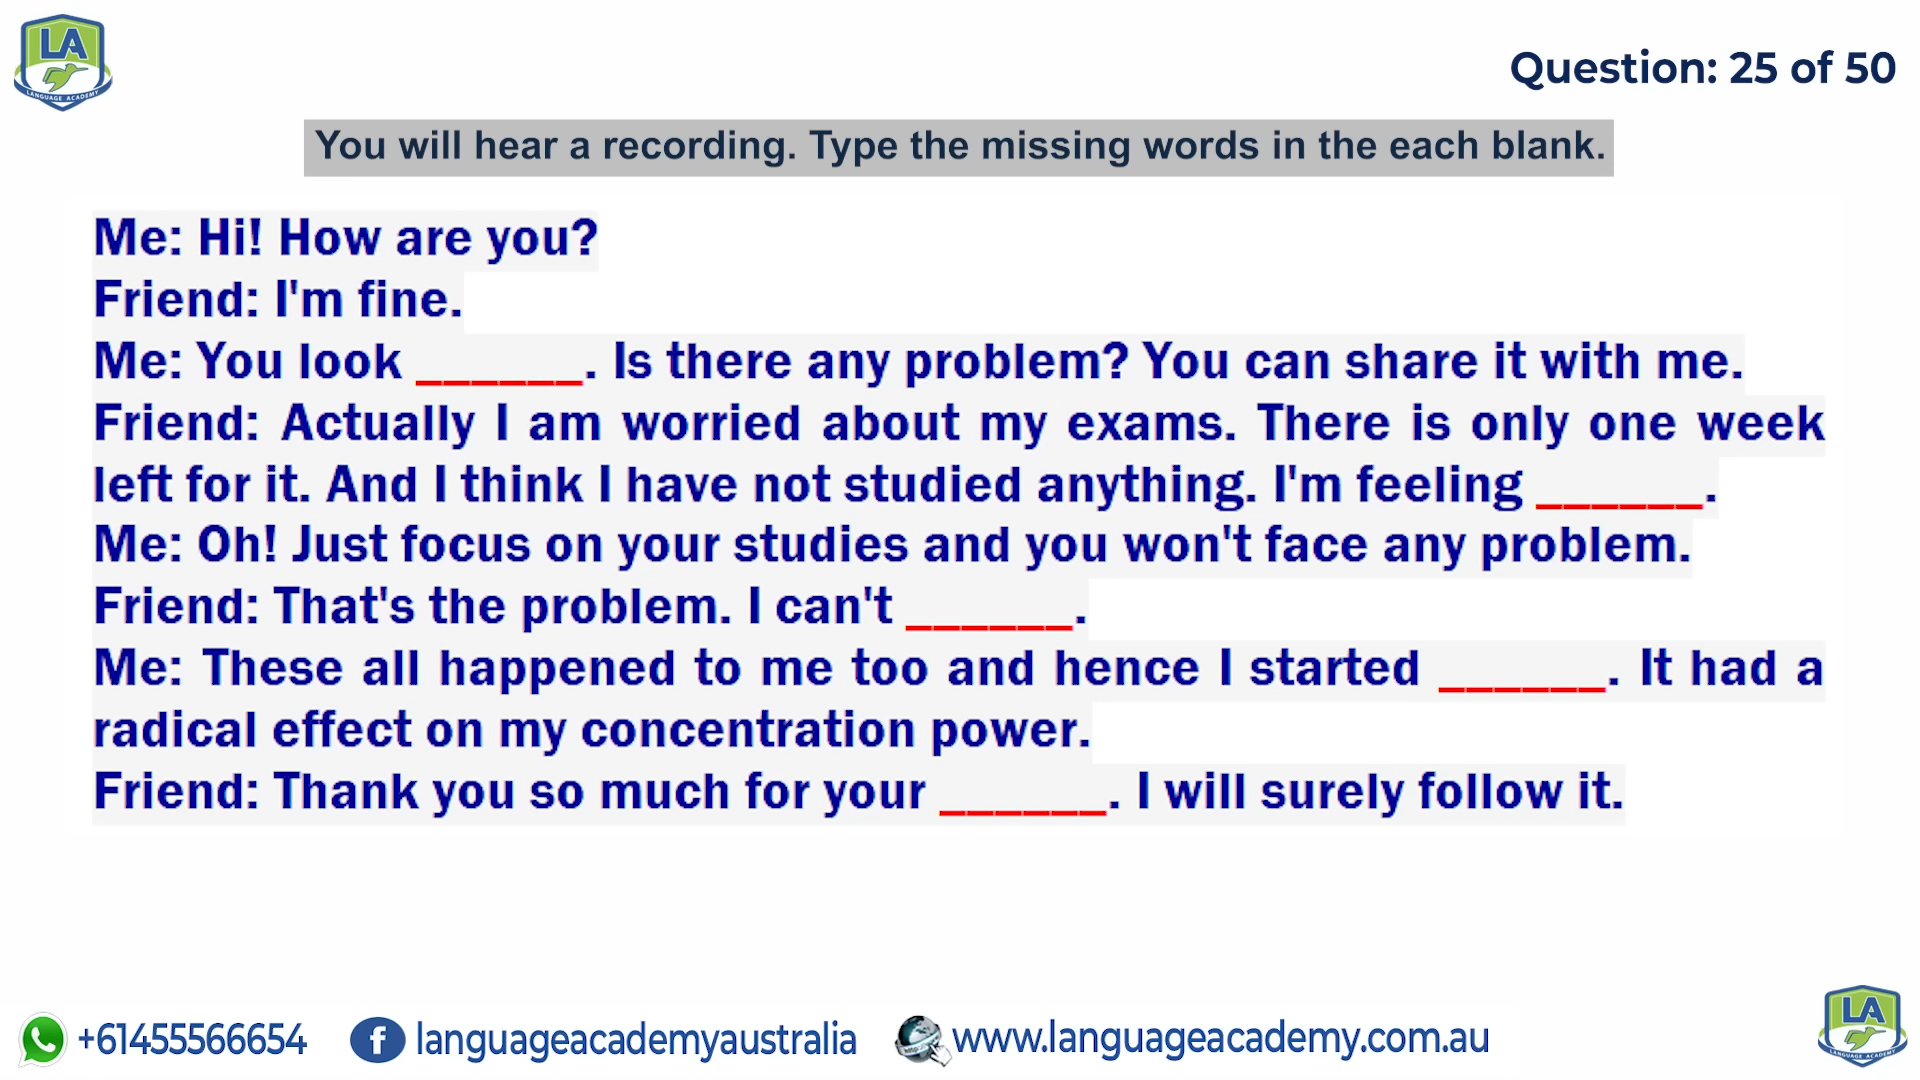 LA
LANGUAGE ACADEMY
Question: 25 of 50
You will hear a recording. Type the missing words in the each blank.
Me: Hi! How are you?
Friend: I'm fine.
Me: You look ______. Is there any problem? You can share it with me.
Friend: Actually I am worried about my exams. There is only one week
left for it. And I think I have not studied anything. I'm feeling ______.
Me: Oh! Just focus on your studies and you won't face any problem.
Friend: That's the problem. I can't ______.
Me: These all happened to me too and hence I started ______. It had a
radical effect on my concentration power.
Friend: Thank you so much for your ______. I will surely follow it.
+61455566654 languageacademyaustralia www.languageacademy.com.au
LA
LANGUAGE ACADEMY